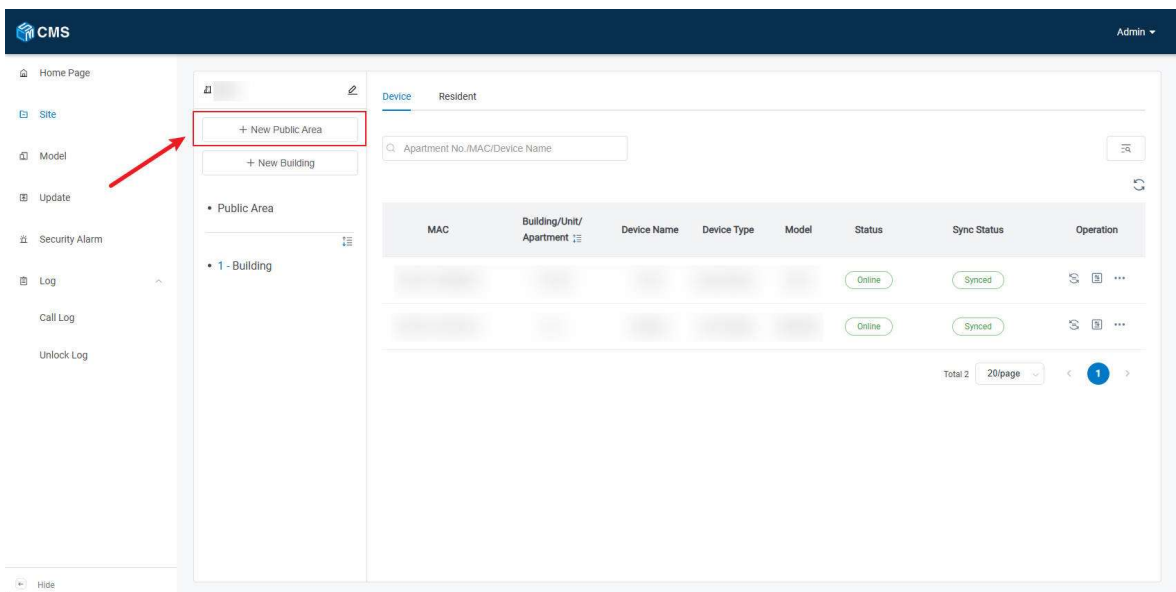 CMS
Admin
Home Page
Site
Model
Update
Security Alarm
Log
Call Log
Unlock Log
Hide
+ New Public Area
+ New Building
• Public Area
• 1 - Building
Device Resident
Apartment No./MAC/Device Name
MAC Building/Unit/Apartment Device Name Device Type Model Status Sync Status Operation
Online Synced
Online Synced
Total 2 20/page 1